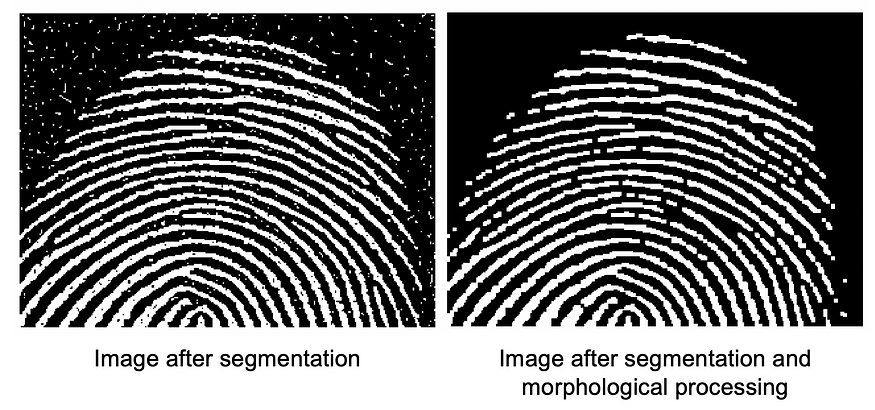 Image after segmentation
Image after segmentation and
morphological processing